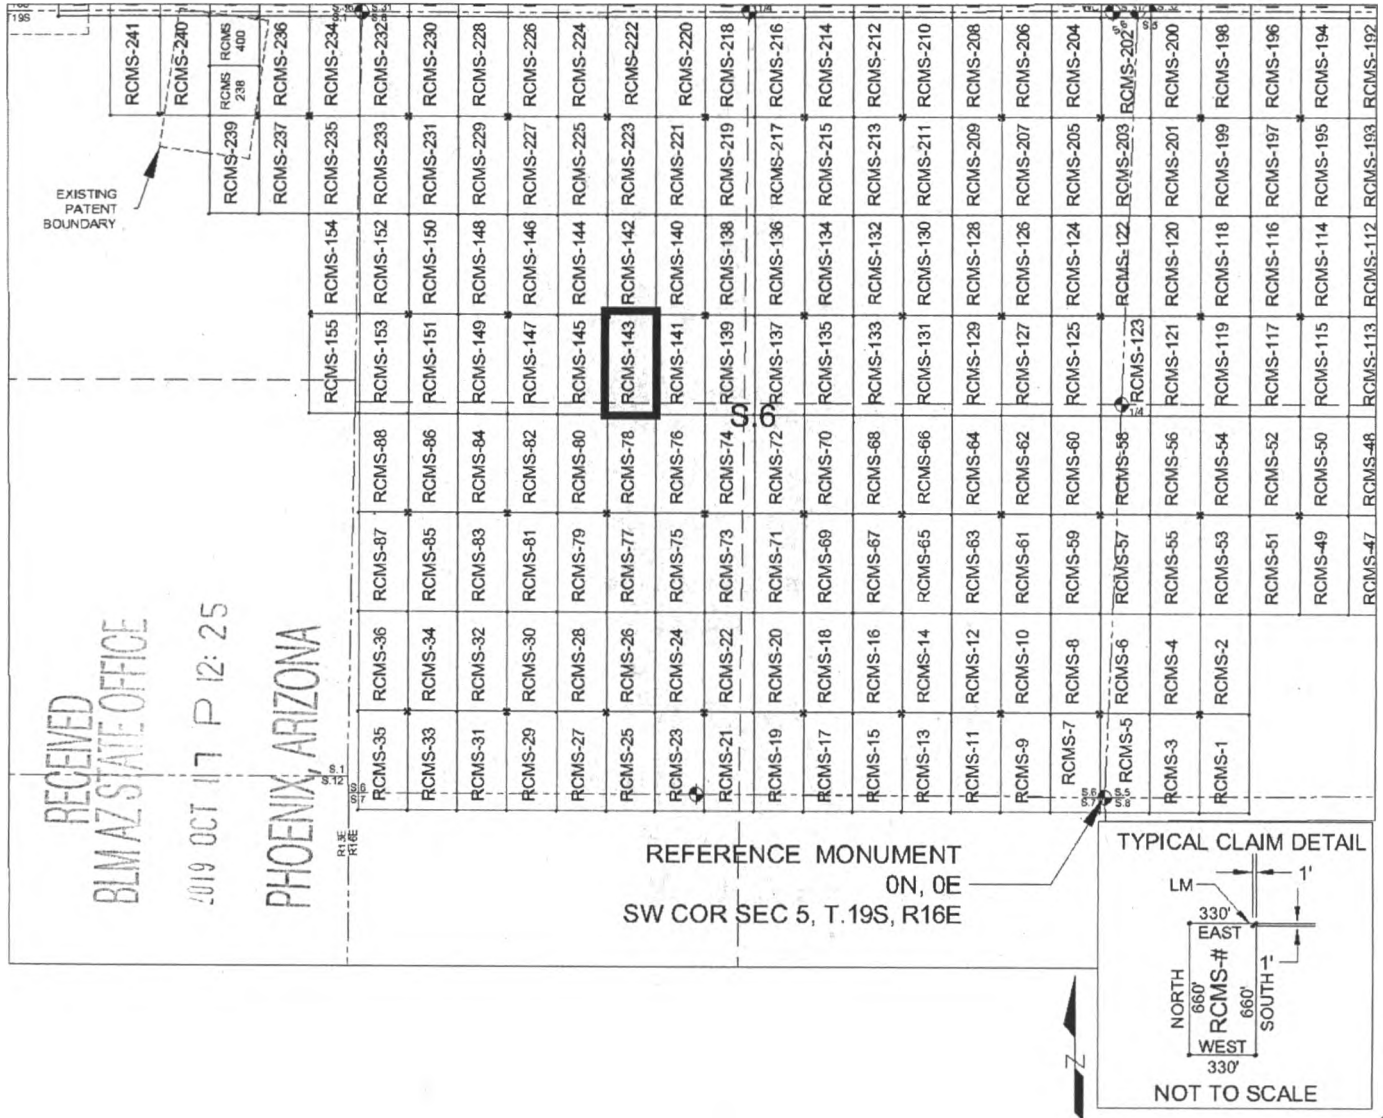 19S
S.1
S.6
1/4
RCMS-241
RCMS-240
RCMS 400
RCMS 238
RCMS-236
RCMS-234
RCMS-232
RCMS-230
RCMS-228
RCMS-226
RCMS-224
RCMS-222
RCMS-220
RCMS-218
RCMS-216
RCMS-214
RCMS-212
RCMS-210
RCMS-208
RCMS-206
RCMS-204
RCMS-202
RCMS-200
RCMS-198
RCMS-196
RCMS-194
RCMS-192
RCMS-239
RCMS-237
RCMS-235
RCMS-233
RCMS-231
RCMS-229
RCMS-227
RCMS-225
RCMS-223
RCMS-221
RCMS-219
RCMS-217
RCMS-215
RCMS-213
RCMS-211
RCMS-209
RCMS-207
RCMS-205
RCMS-203
RCMS-201
RCMS-199
RCMS-197
RCMS-195
RCMS-193
EXISTING
PATENT
BOUNDARY
RCMS-154
RCMS-152
RCMS-150
RCMS-148
RCMS-146
RCMS-144
RCMS-142
RCMS-140
RCMS-138
RCMS-136
RCMS-134
RCMS-132
RCMS-130
RCMS-128
RCMS-126
RCMS-124
RCMS-122
RCMS-120
RCMS-118
RCMS-116
RCMS-114
RCMS-112
RCMS-155
RCMS-153
RCMS-151
RCMS-149
RCMS-147
RCMS-145
RCMS-143
RCMS-141
RCMS-139
RCMS-137
RCMS-135
RCMS-133
RCMS-131
RCMS-129
RCMS-127
RCMS-125
RCMS-123
RCMS-121
RCMS-119
RCMS-117
RCMS-115
RCMS-113
1/4
S.6
RCMS-88
RCMS-86
RCMS-84
RCMS-82
RCMS-80
RCMS-78
RCMS-76
RCMS-74
RCMS-72
RCMS-70
RCMS-68
RCMS-66
RCMS-64
RCMS-62
RCMS-60
RCMS-58
RCMS-56
RCMS-54
RCMS-52
RCMS-50
RCMS-48
RCMS-87
RCMS-85
RCMS-83
RCMS-81
RCMS-79
RCMS-77
RCMS-75
RCMS-73
RCMS-71
RCMS-69
RCMS-67
RCMS-65
RCMS-63
RCMS-61
RCMS-59
RCMS-57
RCMS-55
RCMS-53
RCMS-51
RCMS-49
RCMS-47
RCMS-36
RCMS-34
RCMS-32
RCMS-30
RCMS-28
RCMS-26
RCMS-24
RCMS-22
RCMS-20
RCMS-18
RCMS-16
RCMS-14
RCMS-12
RCMS-10
RCMS-8
RCMS-6
RCMS-4
RCMS-2
RCMS-35
RCMS-33
RCMS-31
RCMS-29
RCMS-27
RCMS-25
RCMS-23
RCMS-21
RCMS-19
RCMS-17
RCMS-15
RCMS-13
RCMS-11
RCMS-9
RCMS-7
RCMS-5
RCMS-3
RCMS-1
RECEIVED
BLM AZ STATE OFFICE
2019 OCT 17 P 12: 25
PHOENIX, ARIZONA
S.1
S.12
S.6
S.7
S.6
S.5
S.7
S.8
R16E
REFERENCE MONUMENT
0N, 0E
SW COR SEC 5, T.19S, R16E
TYPICAL CLAIM DETAIL
LM
1'
330'
EAST
1'
NORTH
660'
RCMS-#
660'
SOUTH
WEST
330'
NOT TO SCALE
N